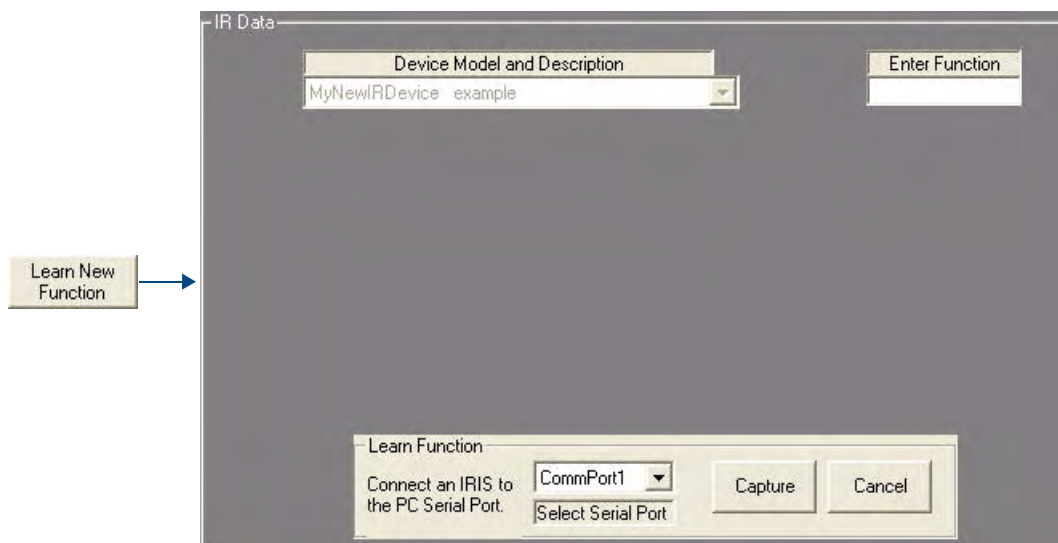 IR Data
Device Model and Description
Enter Function
MyNewIRDevice example
Learn New
Function
Learn Function
Connect an IRIS to
the PC Serial Port.
CommPort1
Select Serial Port
Capture
Cancel